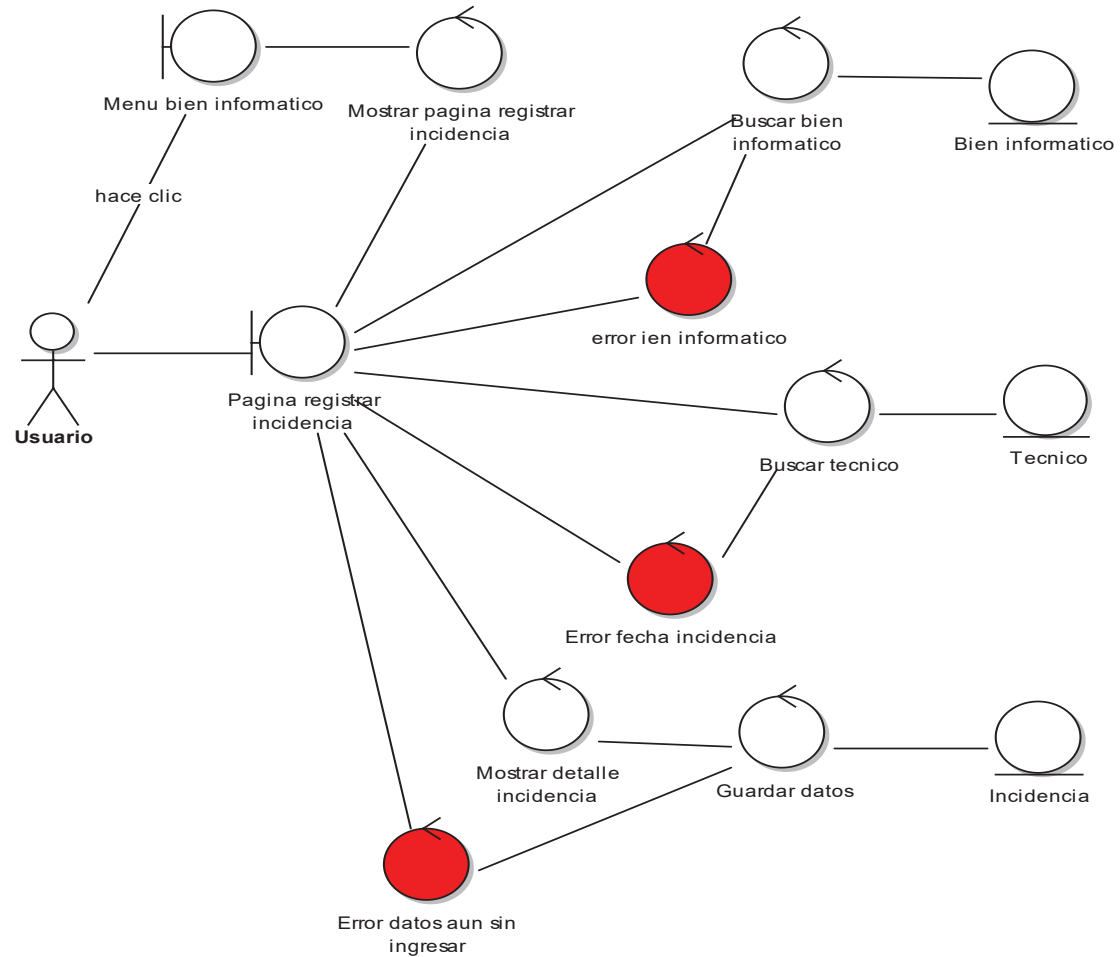 Menu bien informatico
Mostrar pagina registrar
incidencia
Buscar bien
informatico
Bien informatico
hace clic
error ien informatico
Usuario
Pagina registrar
incidencia
Buscar tecnico
Tecnico
Error fecha incidencia
Mostrar detalle
incidencia
Guardar datos
Incidencia
Error datos aun sin
ingresar